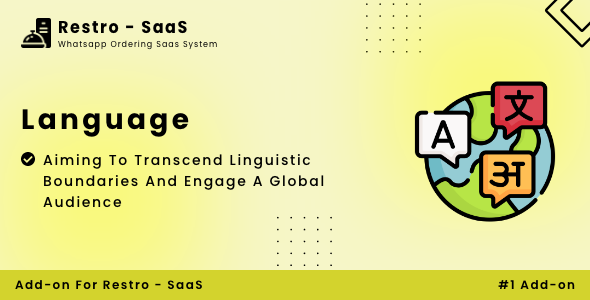 Restro - SaaS
Whatsapp Ordering Saas System
Language
Aiming To Transcend Linguistic
Boundaries And Engage A Global
Audience
A
文
अ
Add-on For Restro - SaaS
#1 Add-on